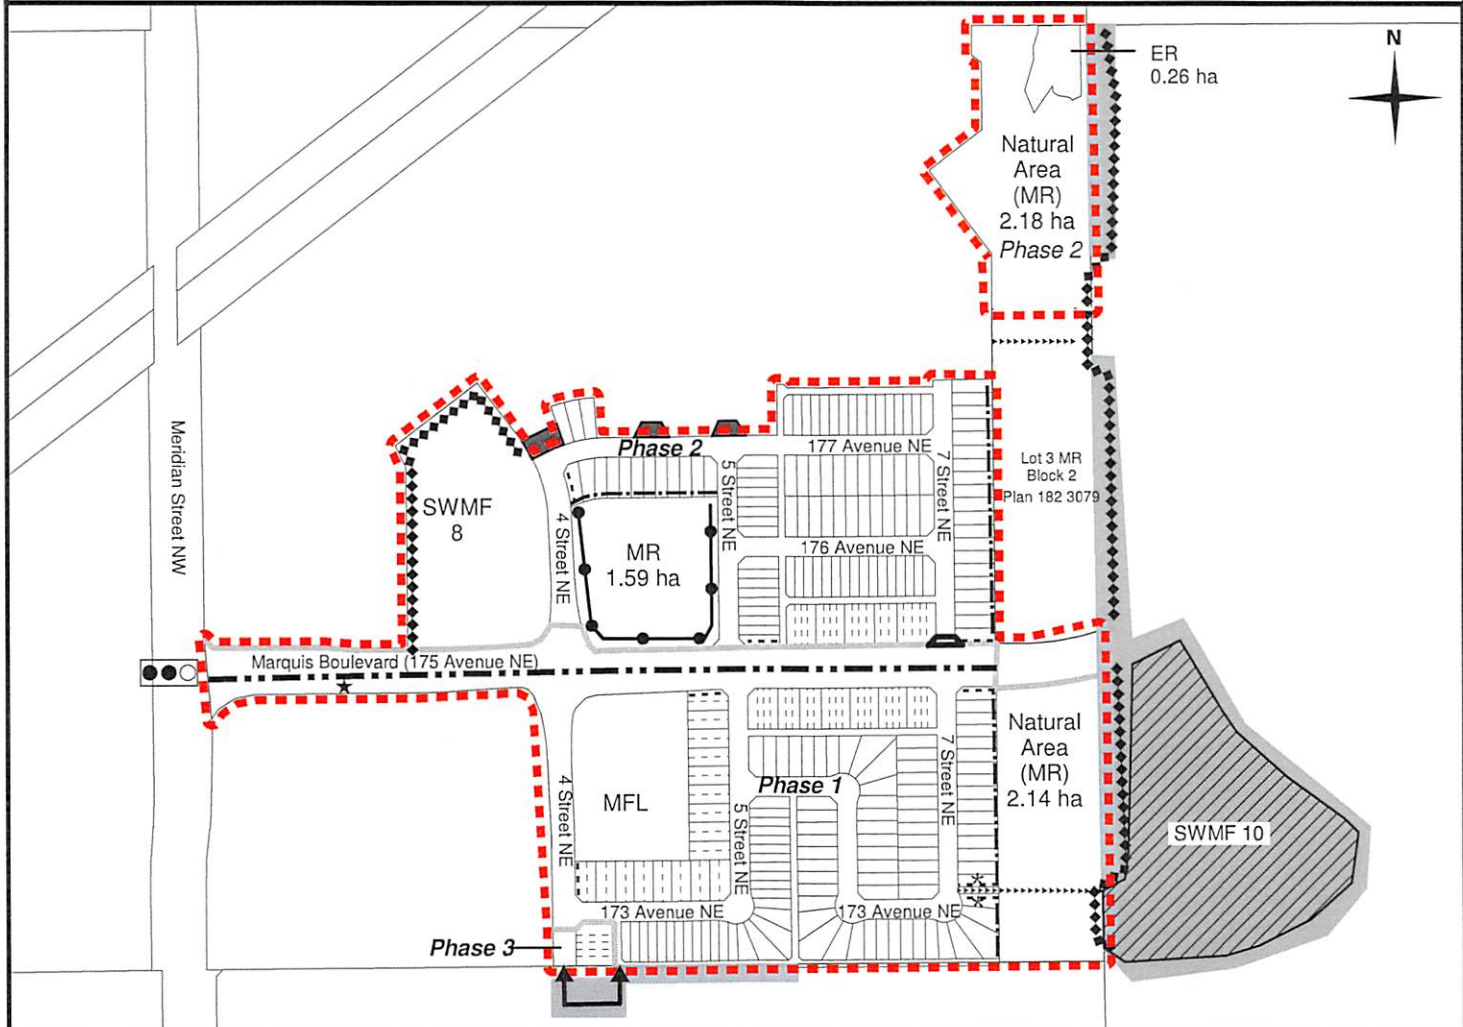 N
ER
0.26 ha
Natural
Area
(MR)
2.18 ha
Phase 2
Meridian Street NW
Phase 2
177 Avenue NE
5 Street NE
7 Street NE
Lot 3 MR
Block 2
Plan 182 3079
SWMF
8
4 Street NE
MR
1.59 ha
176 Avenue NE
Marquis Boulevard (175 Avenue NE)
Natural
Area
(MR)
2.14 ha
7 Street NE
Phase 1
4 Street NE
MFL
5 Street NE
SWMF 10
173 Avenue NE
173 Avenue NE
Phase 3